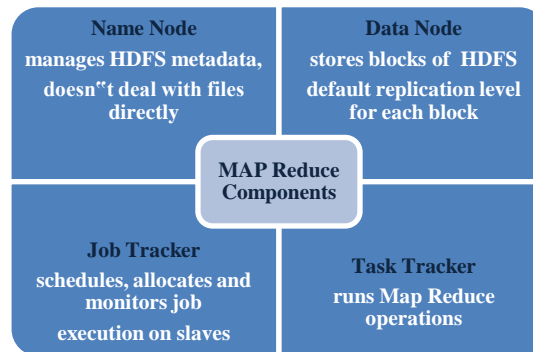 Name Node
manages HDFS metadata,
doesn‟t deal with files
directly
Data Node
stores blocks of HDFS
default replication level
for each block
MAP Reduce
Components
Job Tracker
schedules, allocates and
monitors job
execution on slaves
Task Tracker
runs Map Reduce
operations